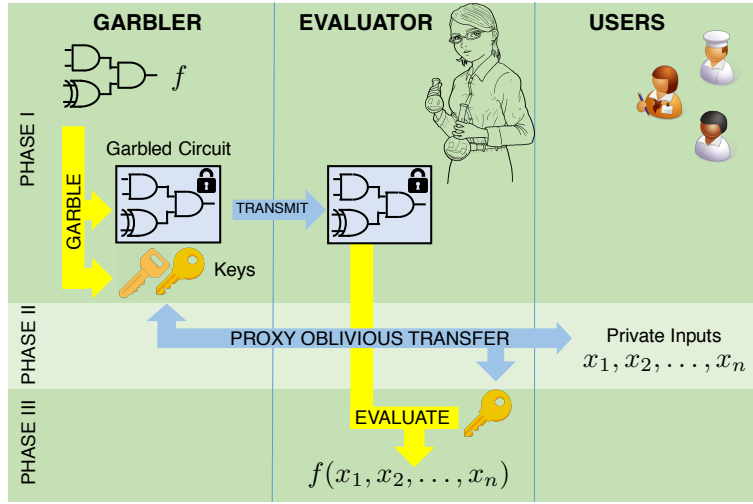 GARBLER
EVALUATOR
USERS
PHASE I
f
Garbled Circuit
GARBLE
TRANSMIT
Keys
PHASE II
PROXY OBLIVIOUS TRANSFER
Private Inputs
x₁, x₂, . . . , xₙ
PHASE III
EVALUATE
f(x₁, x₂, . . . , xₙ)